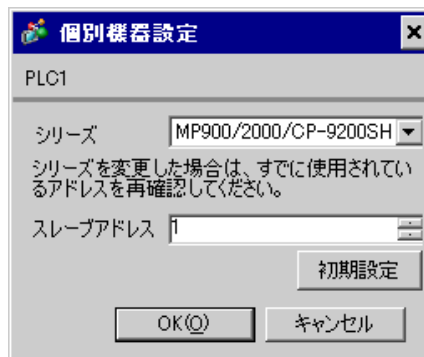 個別機器設定
PLC1
シリーズ MP900/2000/CP-9200SH
シリーズを変更した場合は、すでに使用されてい
るアドレスを再確認してください。
スレーブアドレス 1
初期設定
OK(O) キャンセル